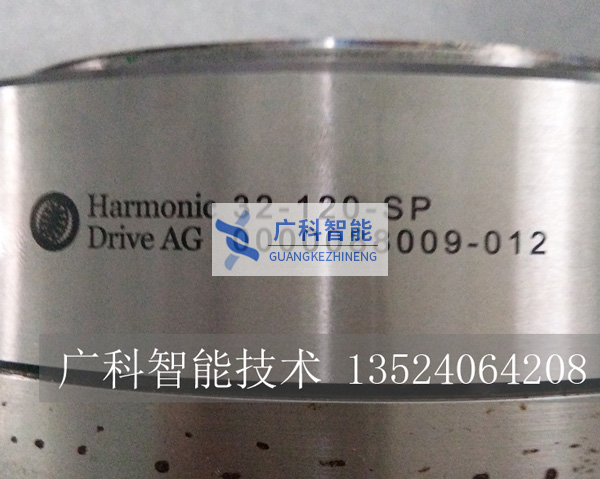 Harmonic 32-120-SP
Drive AG 009-012
广科智能
GUANGKEZHINENG
广科智能技术 13524064208